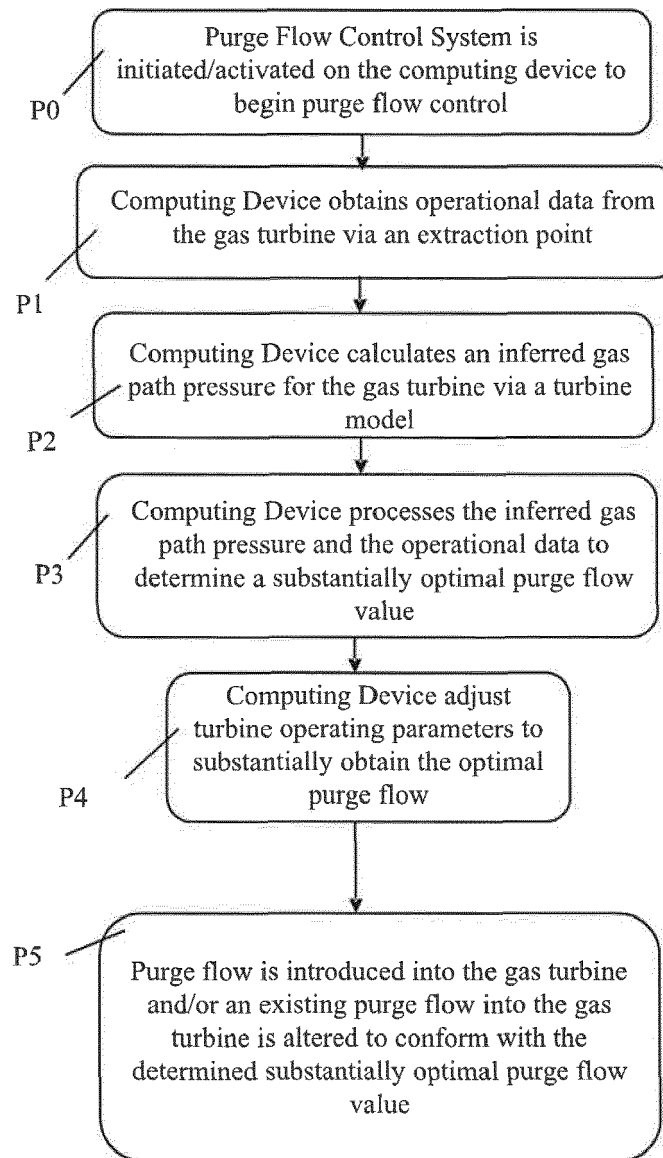 Purge Flow Control System is
initiated/activated on the computing device to
begin purge flow control
P0
Computing Device obtains operational data from
the gas turbine via an extraction point
P1
Computing Device calculates an inferred gas
path pressure for the gas turbine via a turbine
model
P2
Computing Device processes the inferred gas
path pressure and the operational data to
determine a substantially optimal purge flow
value
P3
Computing Device adjust
turbine operating parameters to
substantially obtain the optimal
purge flow
P4
P5
Purge flow is introduced into the gas turbine
and/or an existing purge flow into the gas
turbine is altered to conform with the
determined substantially optimal purge flow
value